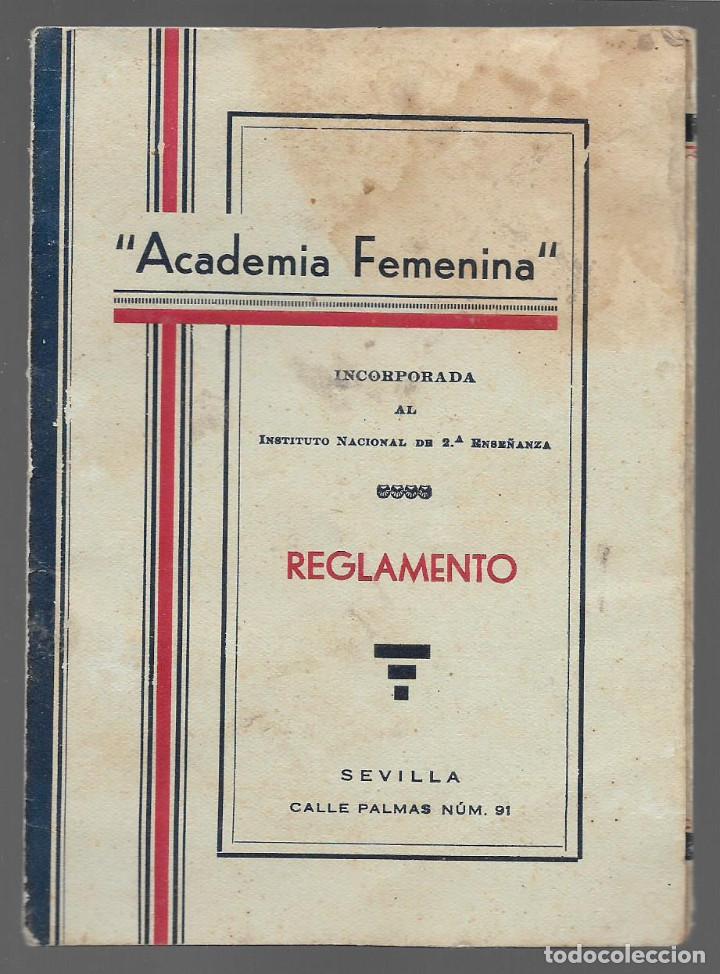 "Academia Femenina"
INCORPORADA
AL
INSTITUTO NACIONAL DE 2.ª ENSEÑANZA
REGLAMENTO
SEVILLA
CALLE PALMAS NÚM. 91
todocoleccion